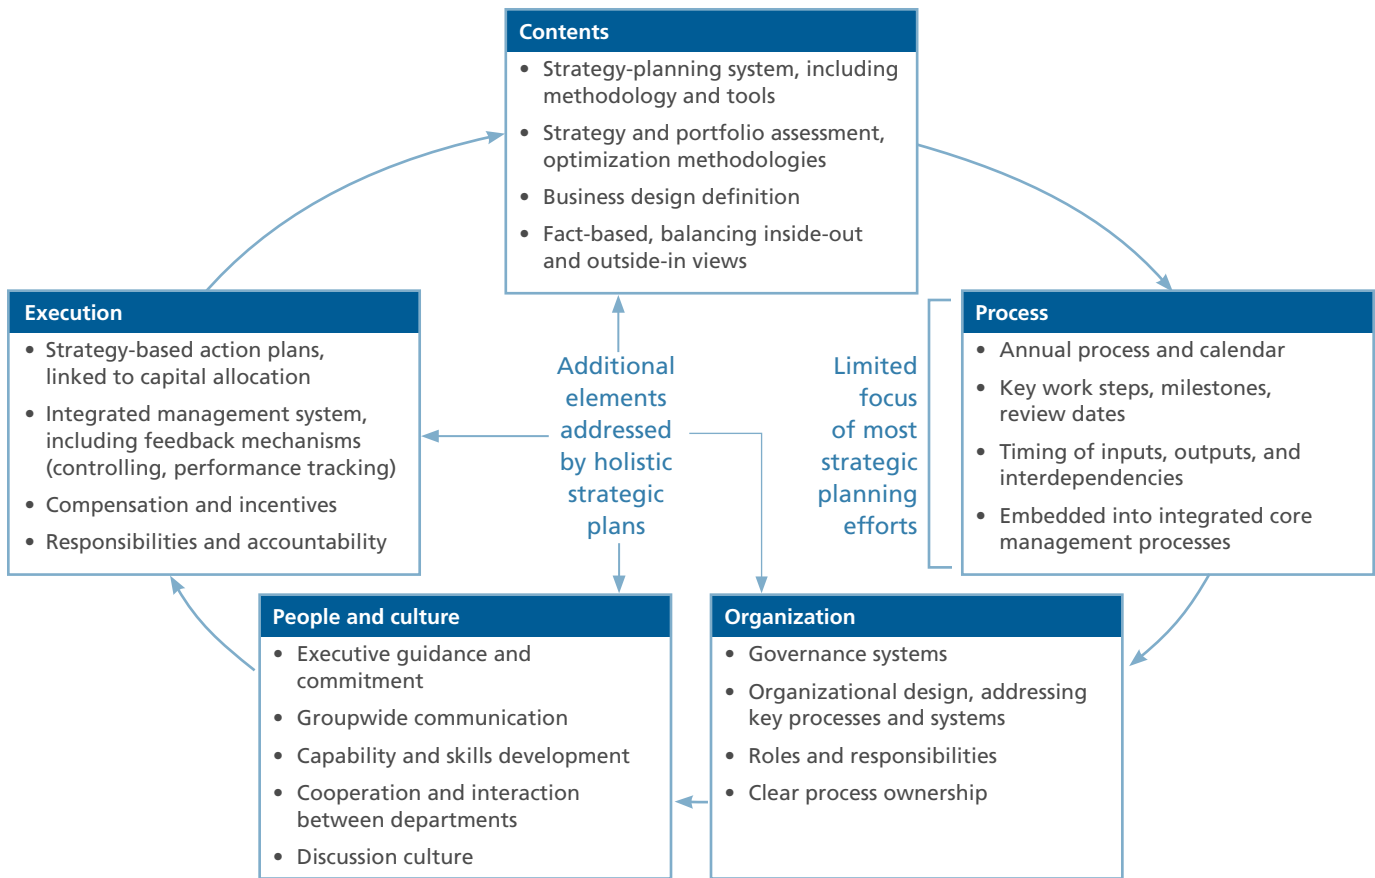 Contents
• Strategy-planning system, including
methodology and tools
• Strategy and portfolio assessment,
optimization methodologies
• Business design definition
• Fact-based, balancing inside-out
and outside-in views
Execution
• Strategy-based action plans,
linked to capital allocation
• Integrated management system,
including feedback mechanisms
(controlling, performance tracking)
• Compensation and incentives
• Responsibilities and accountability
Additional
elements
addressed
by holistic
strategic
plans
Limited
focus
of most
strategic
planning
efforts
Process
• Annual process and calendar
• Key work steps, milestones,
review dates
• Timing of inputs, outputs, and
interdependencies
• Embedded into integrated core
management processes
People and culture
• Executive guidance and
commitment
• Groupwide communication
• Capability and skills development
• Cooperation and interaction
between departments
• Discussion culture
Organization
• Governance systems
• Organizational design, addressing
key processes and systems
• Roles and responsibilities
• Clear process ownership